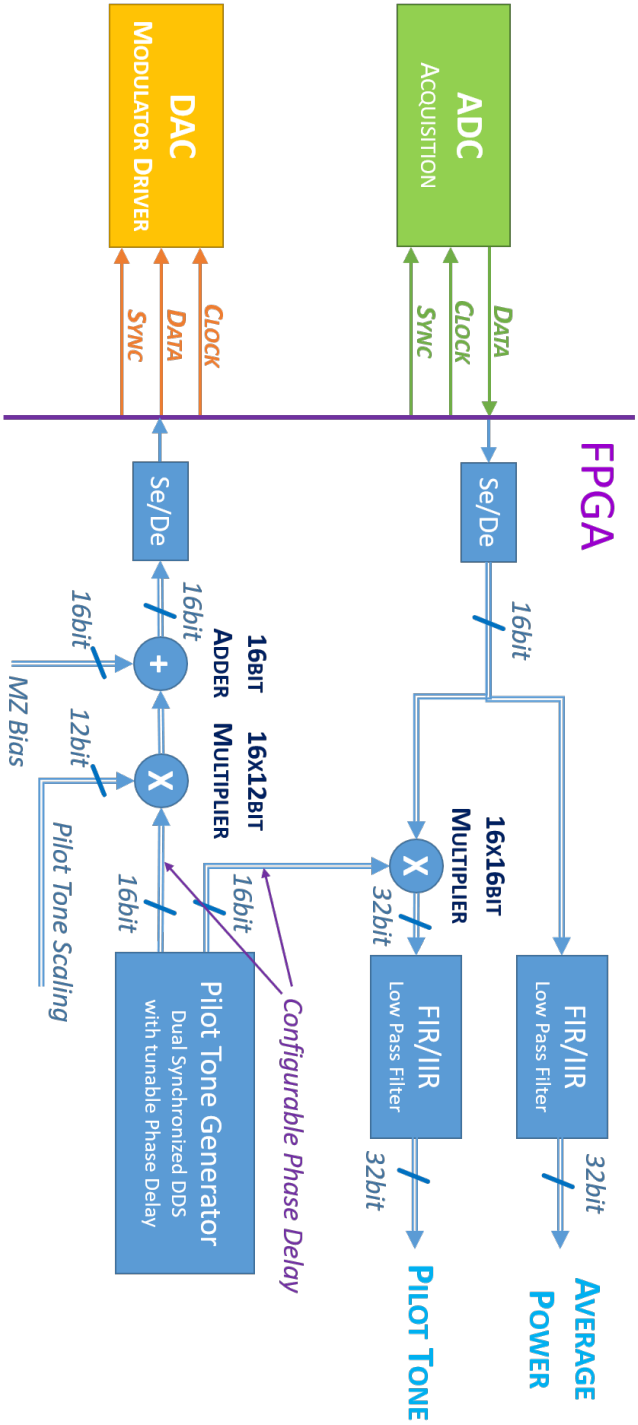 FPGA
ADC
ACQUISITION
DATA
CLOCK
SYNC
Se/De
16bit
FIR/IIR
Low Pass Filter
32bit
AVERAGE
POWER
16X16BIT
MULTIPLIER
X
32bit
FIR/IIR
Low Pass Filter
32bit
PILOT TONE
Configurable Phase Delay
DAC
MODULATOR DRIVER
CLOCK
DATA
SYNC
Se/De
16bit
16BIT
ADDER
+
16bit
MZ Bias
16X12BIT
MULTIPLIER
X
12bit
Pilot Tone Scaling
16bit
16bit
Pilot Tone Generator
Dual Synchronized DDS
with tunable Phase Delay